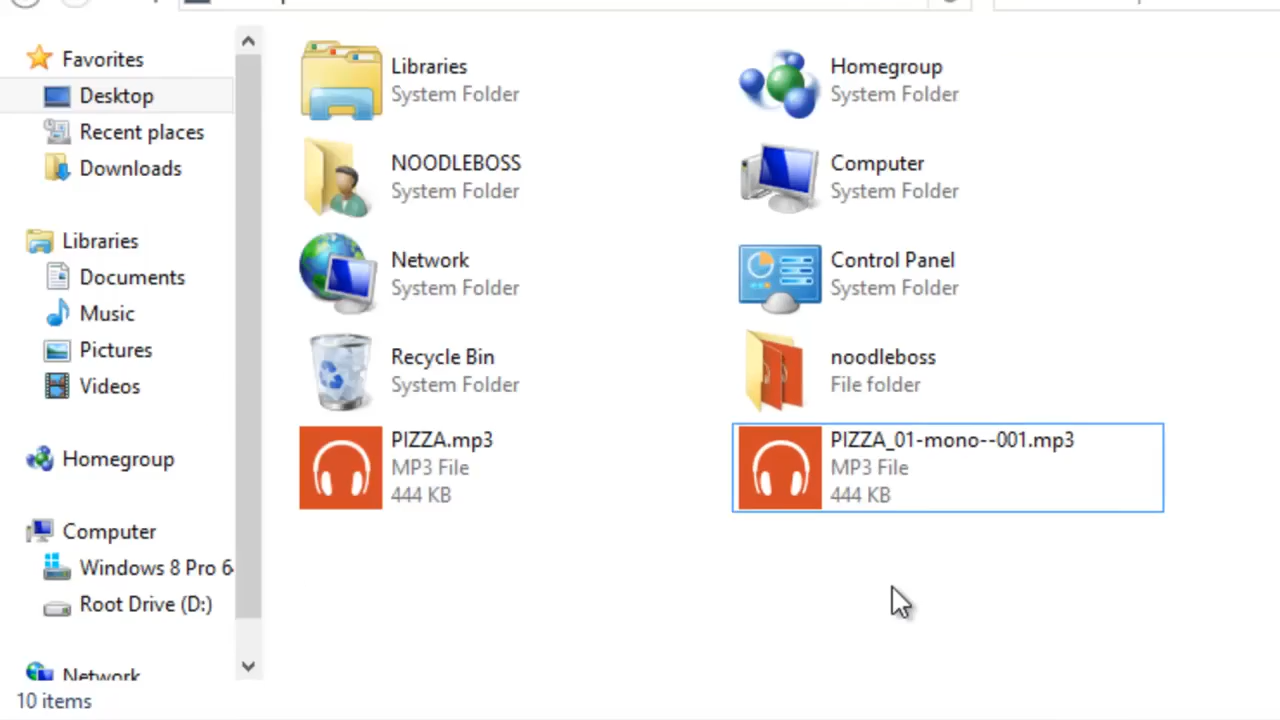 Favorites
Desktop
Recent places
Downloads
Libraries
Documents
Music
Pictures
Videos
Homegroup
Computer
Windows 8 Pro 6
Root Drive (D:)
Network
Libraries
System Folder
Homegroup
System Folder
NOODLEBOSS
System Folder
Computer
System Folder
Network
System Folder
Control Panel
System Folder
Recycle Bin
System Folder
noodleboss
File folder
PIZZA.mp3
MP3 File
444 KB
PIZZA_01-mono--001.mp3
MP3 File
444 KB
10 items